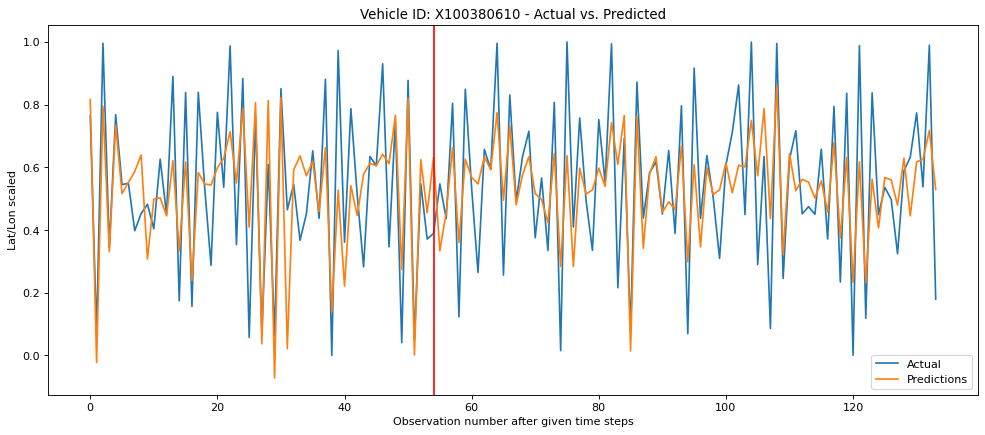 Vehicle ID: X100380610 - Actual vs. Predicted
1.0
0.8
0.6
0.4
0.2
0.0
Lat/Lon scaled
0 20 40 60 80 100 120
Observation number after given time steps
Actual
Predictions